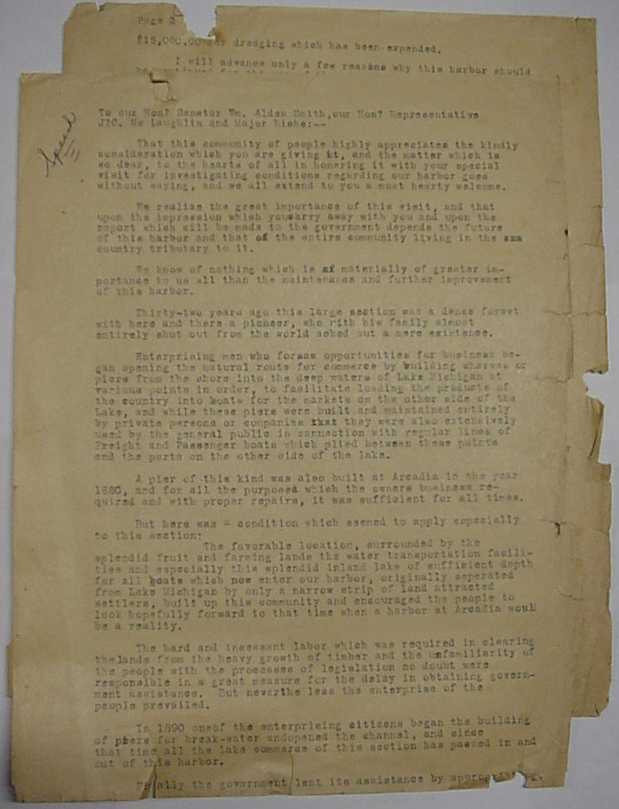 Page 2
$15,000.00 for dredging which has been expended.
I will advance only a few reasons why this harbor should
Speech
To our Hon? Senator Wm. Alden Smith, our Hon? Representative
JNO. Mc Laughlin and Major Rishe:--
That this community of people highly appreciates the kindly
consideration which you are giving it, and the matter which is
so dear, to the hearts of all in honoring it with your special
visit for investigating conditions regarding our harbor goes
without saying, and we all extend to you a most hearty welcome.
We realize the great importance of this visit, and that
upon the impression which you carry away with you and upon the
report which will be made to the government depends the future
of this harbor and that of the entire community living in the
country tributary to it.
We know of nothing which is of materially of greater im-
portance to us all than the maintenance and further improvement
of this harbor.
Thirty-two years ago this large section was a dense forest
with here and there a pioneer, who with his family almost
entirely shut out from the world eeked out a mere existence.
Enterprising men who forsaw opportunities for business be-
gan opening the natural route for commerce by building wharves or
piers from the shore into the deep waters of Lake Michigan at
various points in order, to facilitate loading the products of
the country into boats for the markets on the other side of the
Lake, and while these piers were built and maintained entirely
by private persons or companies that they were also extensively
used by the general public in connection with regular lines of
Freight and Passenger boats which plied between these points
and the ports on the other side of the lake.
A pier of this kind was also built at Arcadia in the year
1880, and for all the purposes which the owners business re-
quired and with proper repairs, it was sufficient for all times.
But here was a condition which seemed to apply especially
to this section:
The favorable location, surrounded by the
splendid fruit and farming lands the water transportation facili-
ties and especially this splendid inland lake of sufficient depth
for all boats which now enter our harbor, originally seperated
from Lake Michigan by only a narrow strip of land attracted
settlers, built up this community and encouraged the people to
look hopefully forward to that time when a harbor at Arcadia would
be a reality.
The hard and incessant labor which was required in clearing
the lands from the heavy growth of timber and the unfamiliarity of
the people with the processes of legislation no doubt were
responsible in a great measure for the delay in obtaining govern-
ment assistance. But neverthe less the enterprise of the
people prevailed.
In 1890 one of the enterprising citizens began the building
of piers for break-water and opened the channel, and since
that time all the lake commerce of this section has passed in and
out of this harbor.
the government lent its assistance by